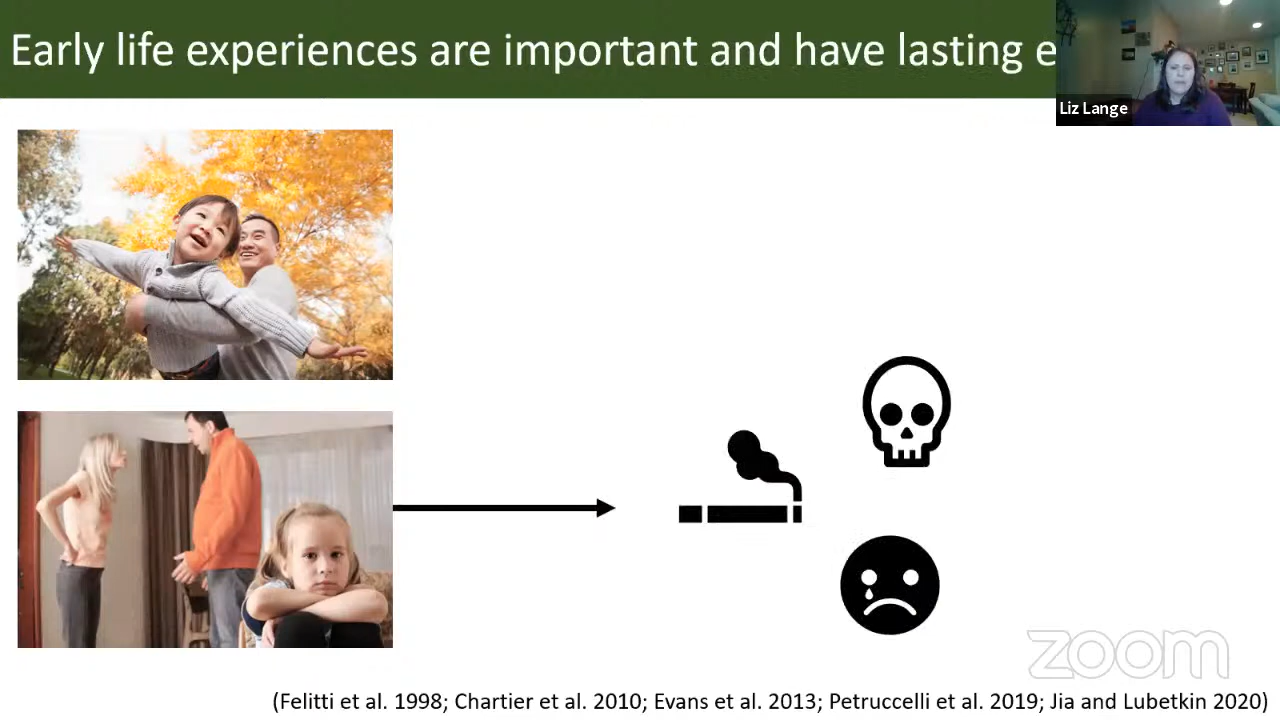 Early life experiences are important and have lasting e
Liz Lange
zoom
(Felitti et al. 1998; Chartier et al. 2010; Evans et al. 2013; Petruccelli et al. 2019; Jia and Lubetkin 2020)